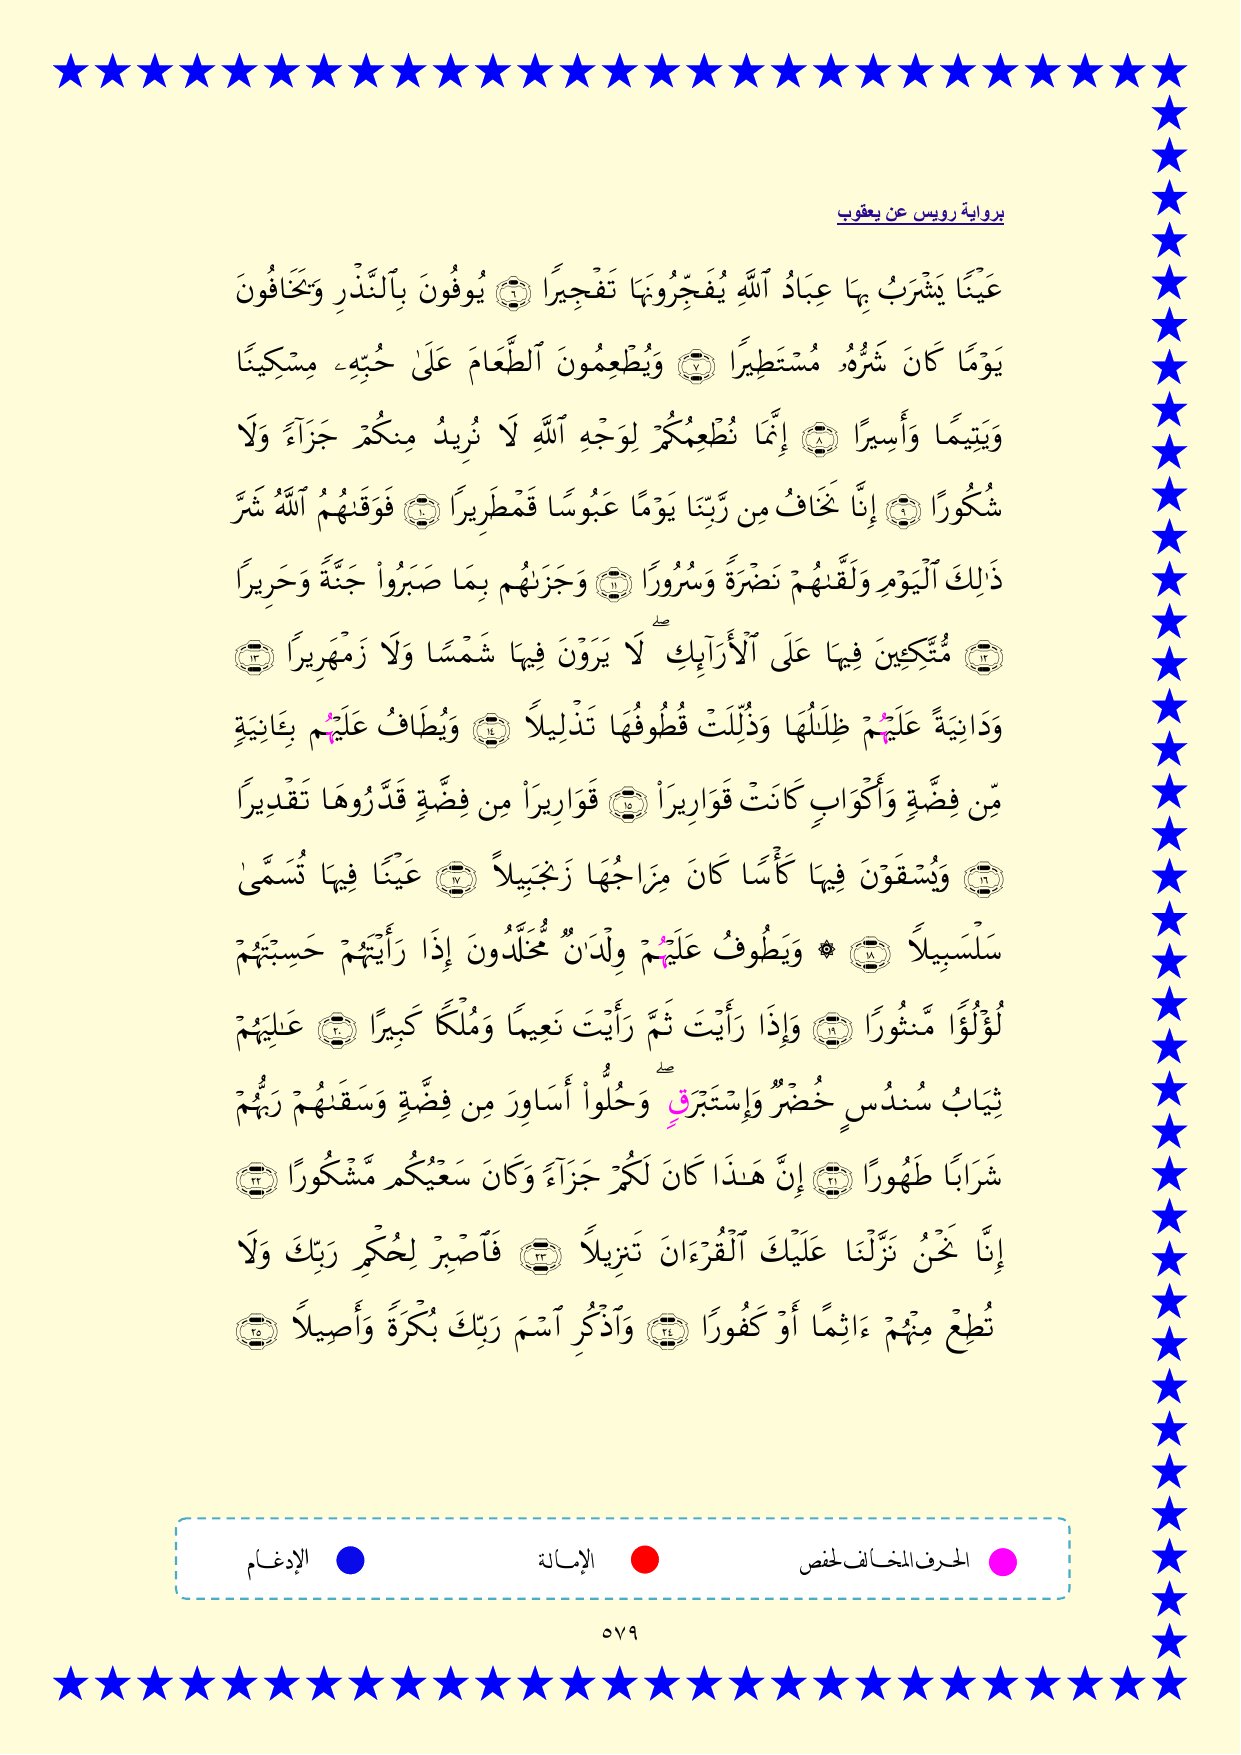 برواية رويس عن يعقوب
عَيۡنٗا يَشۡرَبُ بِهَا عِبَادُ ٱللَّهِ يُفَجِّرُونَهَا تَفۡجِيرٗا ٦ يُوفُونَ بِٱلنَّذۡرِ وَيَخَافُونَ
يَوۡمٗا كَانَ شَرُّهُۥ مُسۡتَطِيرٗا ٧ وَيُطۡعِمُونَ ٱلطَّعَامَ عَلَىٰ حُبِّهِۦ مِسۡكِينٗا
وَيَتِيمٗا وَأَسِيرًا ٨ إِنَّمَا نُطۡعِمُكُمۡ لِوَجۡهِ ٱللَّهِ لَا نُرِيدُ مِنكُمۡ جَزَآءٗ وَلَا
شُكُورًا ٩ إِنَّا نَخَافُ مِن رَّبِّنَا يَوۡمًا عَبُوسٗا قَمۡطَرِيرٗا ١٠ فَوَقَىٰهُمُ ٱللَّهُ شَرَّ
ذَٰلِكَ ٱلۡيَوۡمِ وَلَقَّىٰهُمۡ نَضۡرَةٗ وَسُرُورٗا ١١ وَجَزَىٰهُم بِمَا صَبَرُواْ جَنَّةٗ وَحَرِيرٗا
١٢ مُّتَّكِـِٔينَ فِيهَا عَلَى ٱلۡأَرَآئِكِۖ لَا يَرَوۡنَ فِيهَا شَمۡسٗا وَلَا زَمۡهَرِيرٗا ١٣
وَدَانِيَةً عَلَيۡهُمۡ ظِلَٰلُهَا وَذُلِّلَتۡ قُطُوفُهَا تَذۡلِيلٗا ١٤ وَيُطَافُ عَلَيۡهُم بِـَٔانِيَةٖ
مِّن فِضَّةٖ وَأَكۡوَابٖ كَانَتۡ قَوَارِيرَا۠ ١٥ قَوَارِيرَاْ مِن فِضَّةٖ قَدَّرُوهَا تَقۡدِيرٗا
١٦ وَيُسۡقَوۡنَ فِيهَا كَأۡسٗا كَانَ مِزَاجُهَا زَنجَبِيلًا ١٧ عَيۡنٗا فِيهَا تُسَمَّىٰ
سَلۡسَبِيلٗا ١٨ ۞ وَيَطُوفُ عَلَيۡهُمۡ وِلۡدَٰنٞ مُّخَلَّدُونَ إِذَا رَأَيۡتَهُمۡ حَسِبۡتَهُمۡ
لُؤۡلُؤٗا مَّنثُورٗا ١٩ وَإِذَا رَأَيۡتَ ثَمَّ رَأَيۡتَ نَعِيمٗا وَمُلۡكٗا كَبِيرًا ٢٠ عَٰلِيَهُمۡ
ثِيَابُ سُندُسٍ خُضۡرٞ وَإِسۡتَبۡرَقٖۖ وَحُلُّوٓاْ أَسَاوِرَ مِن فِضَّةٖ وَسَقَىٰهُمۡ رَبُّهُمۡ
شَرَابٗا طَهُورًا ٢١ إِنَّ هَٰذَا كَانَ لَكُمۡ جَزَآءٗ وَكَانَ سَعۡيُكُم مَّشۡكُورًا ٢٢
إِنَّا نَحۡنُ نَزَّلۡنَا عَلَيۡكَ ٱلۡقُرۡءَانَ تَنزِيلٗا ٢٣ فَٱصۡبِرۡ لِحُكۡمِ رَبِّكَ وَلَا
تُطِعۡ مِنۡهُمۡ ءَاثِمًا أَوۡ كَفُورٗا ٢٤ وَٱذۡكُرِ ٱسۡمَ رَبِّكَ بُكۡرَةٗ وَأَصِيلٗا ٢٥
الحرف المخالف لحفص الإمالة الإدغام
٥٧٩